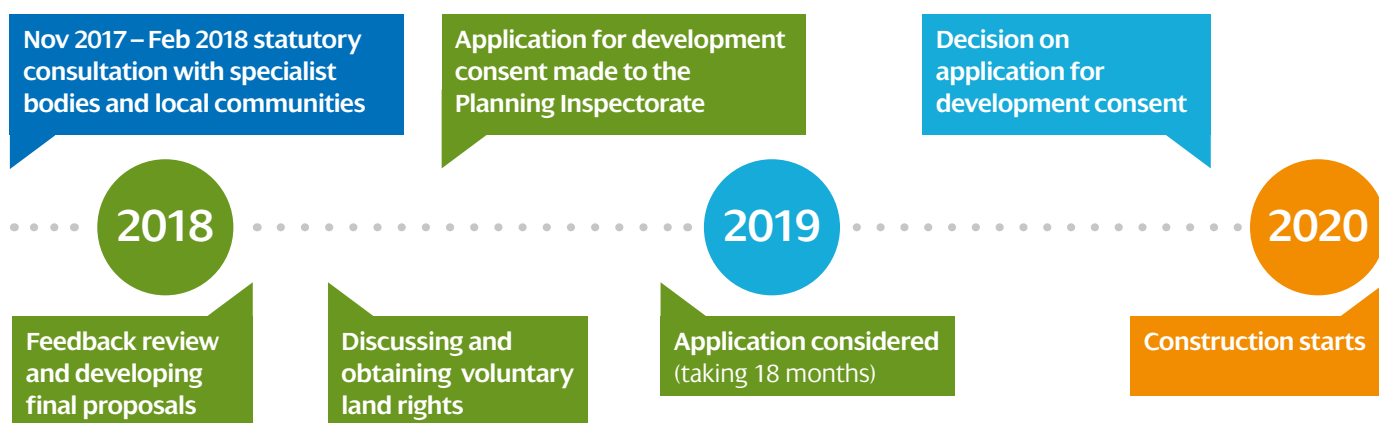 Nov 2017 – Feb 2018 statutory
consultation with specialist
bodies and local communities
Application for development
consent made to the
Planning Inspectorate
Decision on
application for
development consent
2018
2019
2020
Feedback review
and developing
final proposals
Discussing and
obtaining voluntary
land rights
Application considered
(taking 18 months)
Construction starts